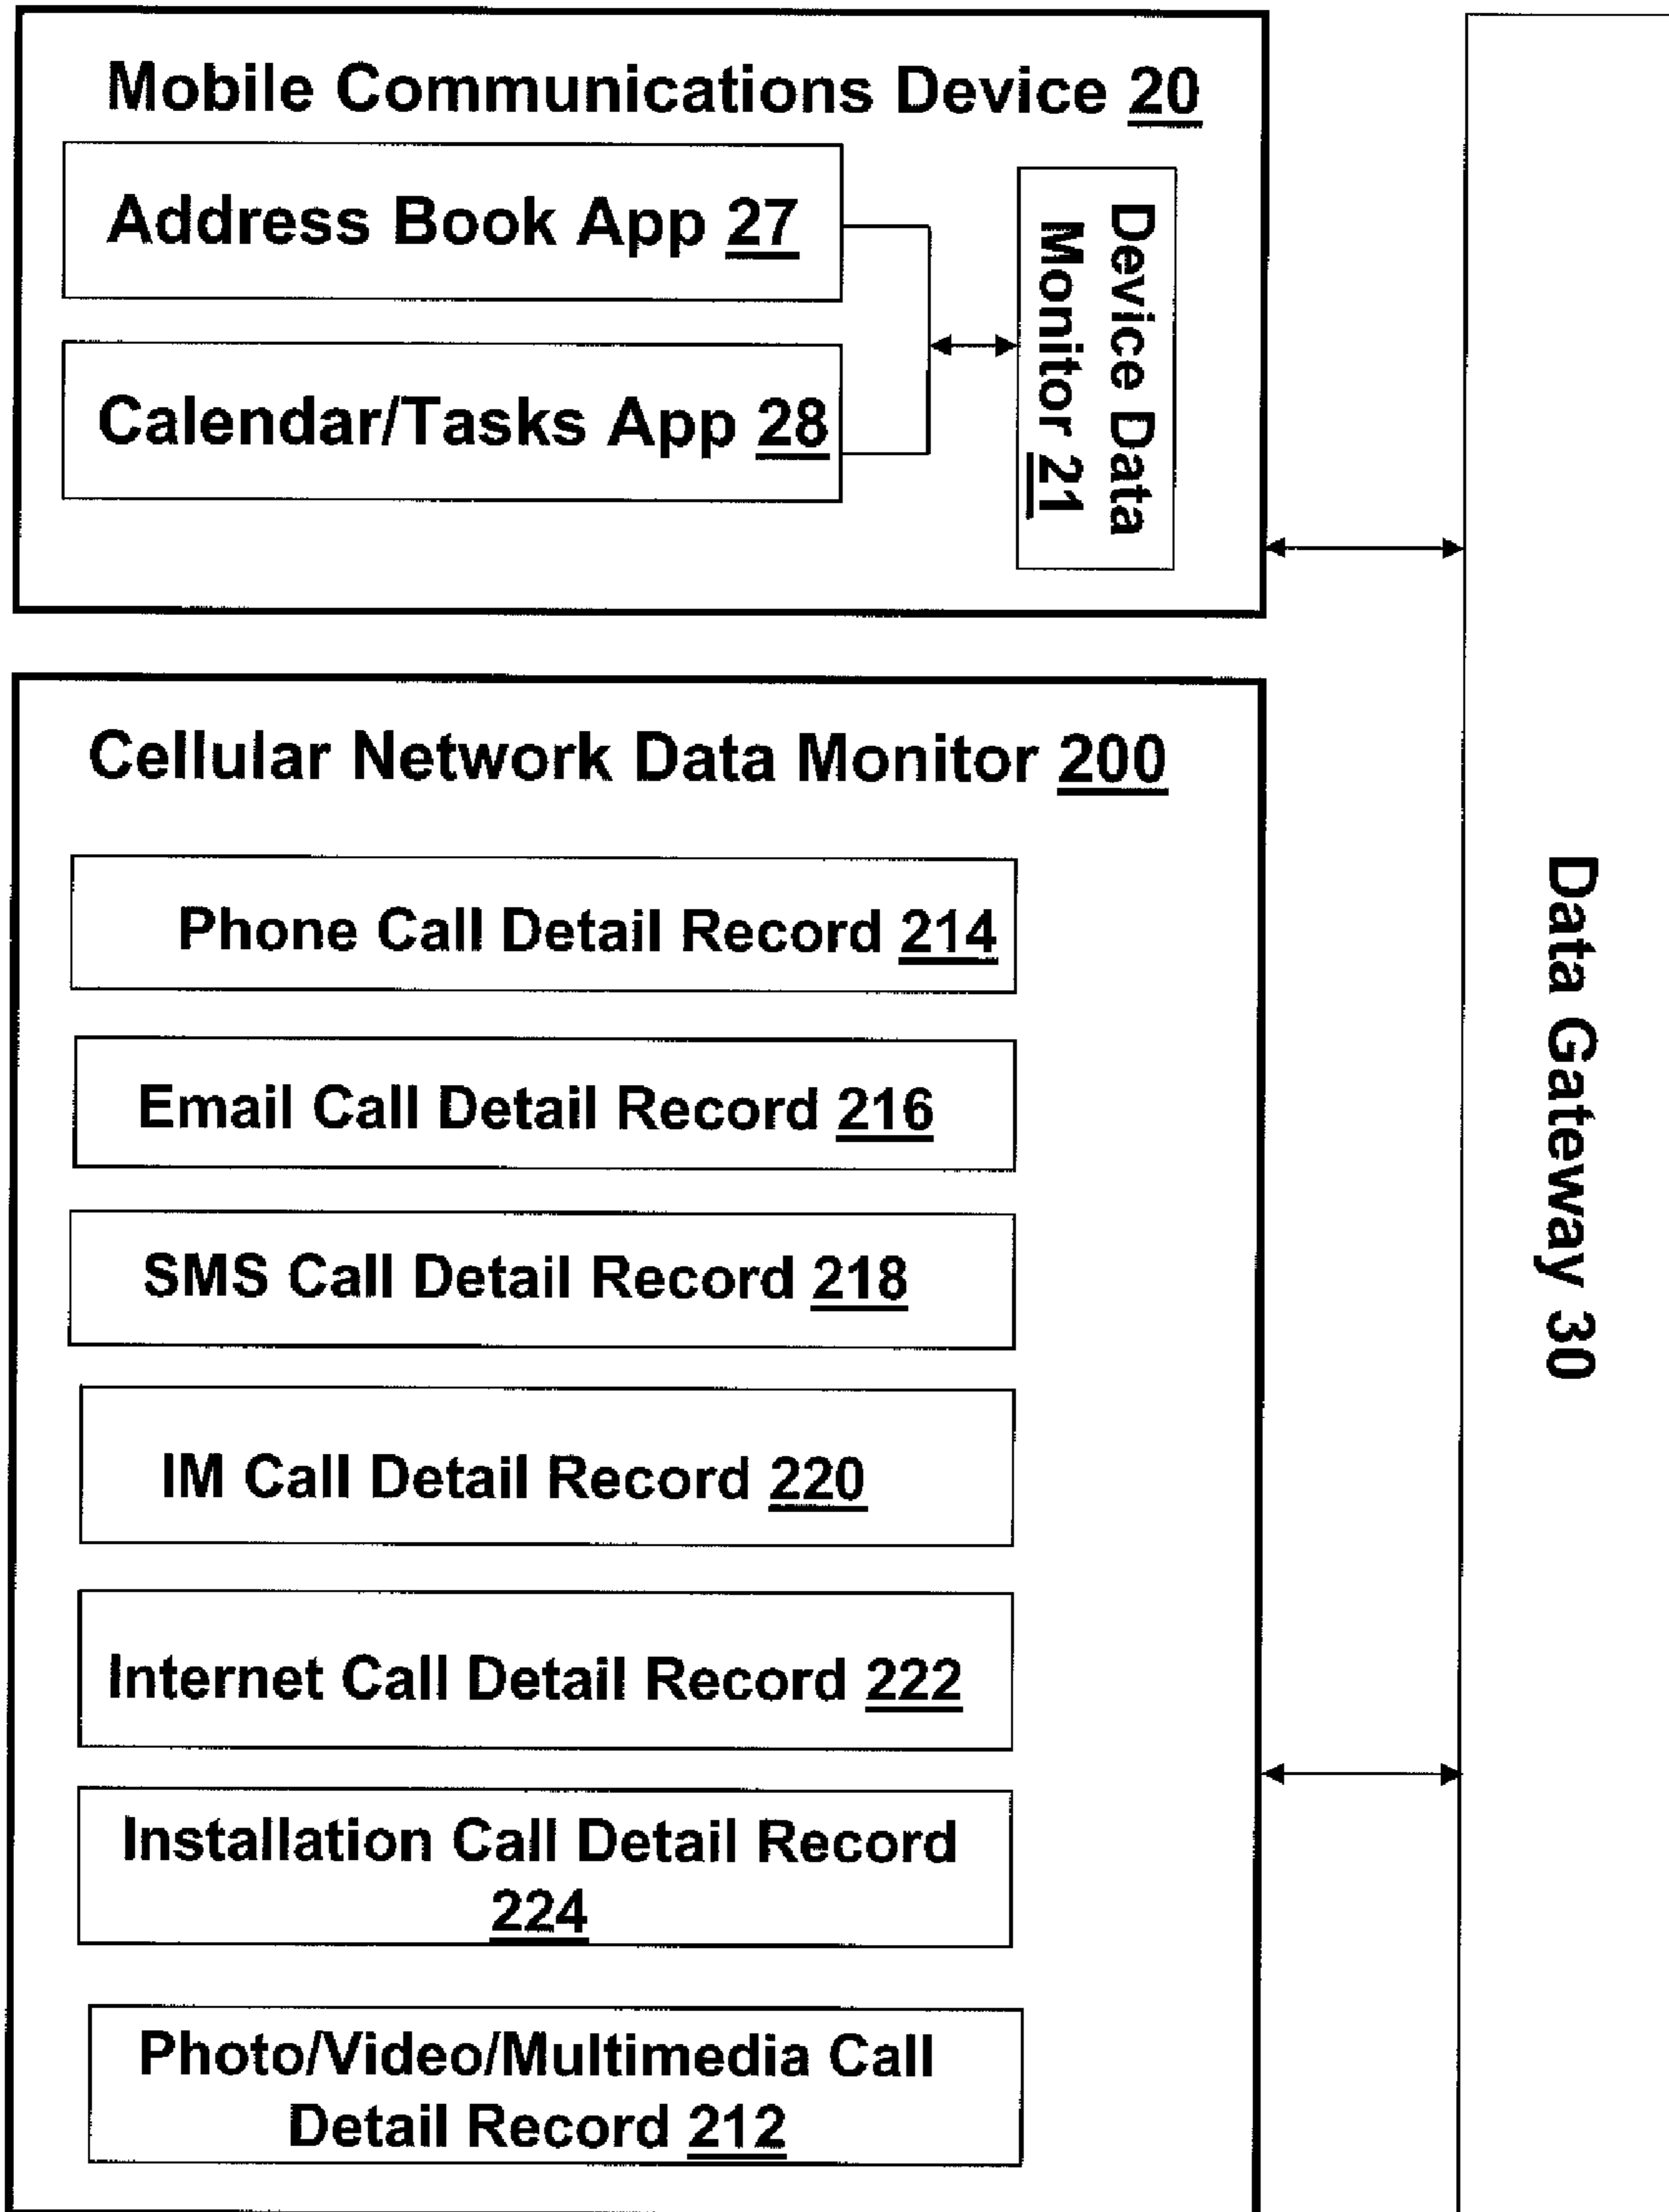 Mobile Communications Device 20
Address Book App 27
Calendar/Tasks App 28
Device Data
Monitor 21
Cellular Network Data Monitor 200
Phone Call Detail Record 214
Email Call Detail Record 216
SMS Call Detail Record 218
IM Call Detail Record 220
Internet Call Detail Record 222
Installation Call Detail Record
224
Photo/Video/Multimedia Call
Detail Record 212
Data Gateway 30